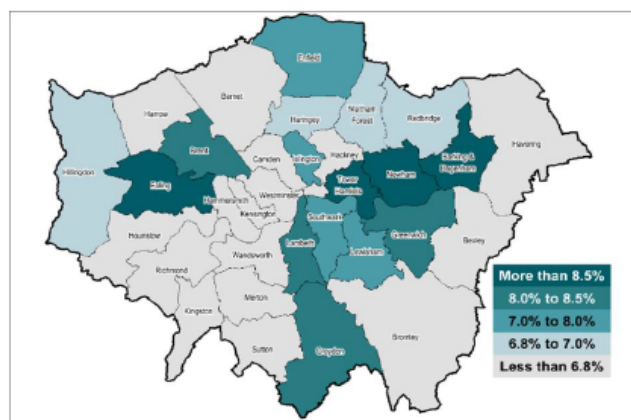 Enfield
Barnet
Harrow
Haringey
Waltham
Forest
Redbridge
Havering
Hillingdon
Brent
Camden
Islington
Hackney
Barking &
Dagenham
Newham
Tower
Hamlets
Ealing
Westminster
Hammersmith
Kensington
Hounslow
Southwark
Greenwich
Bexley
Lambeth
Lewisham
Wandsworth
Richmond
Merton
Kingston
Sutton
Croydon
Bromley
More than 8.5%
8.0% to 8.5%
7.0% to 8.0%
6.8% to 7.0%
Less than 6.8%